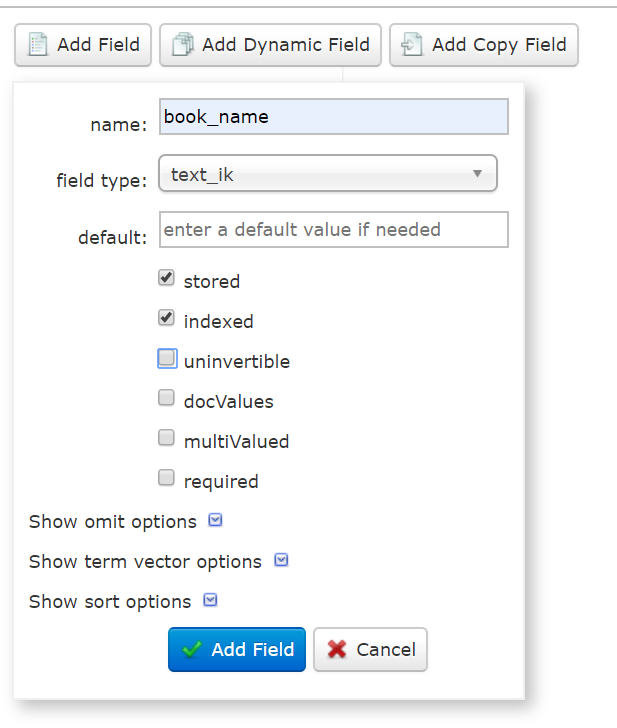 Add Field Add Dynamic Field Add Copy Field
name: book_name
field type: text_ik
default: enter a default value if needed
stored
indexed
uninvertible
docValues
multiValued
required
Show omit options
Show term vector options
Show sort options
Add Field Cancel